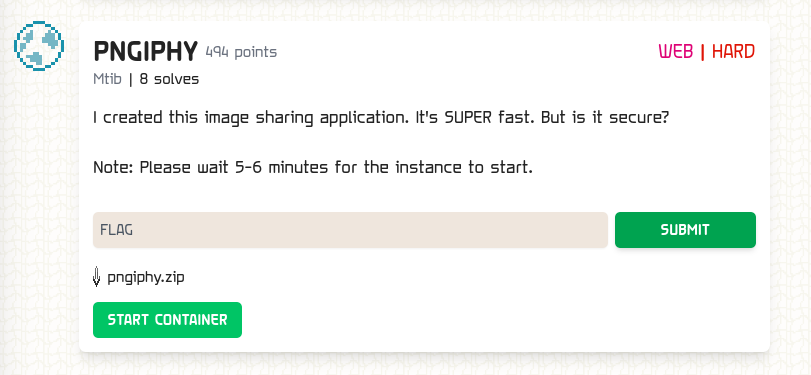 PNGIPHY 494 points WEB | HARD
Mtib | 8 solves
I created this image sharing application. It's SUPER fast. But is it secure?
Note: Please wait 5-6 minutes for the instance to start.
FLAG SUBMIT
pngiphy.zip
START CONTAINER